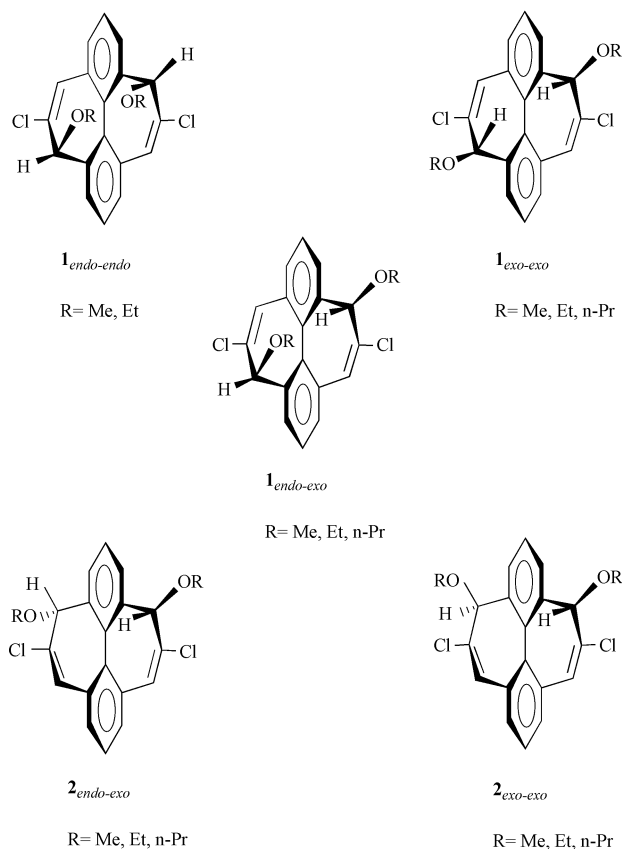 H
OR
OR
Cl
Cl
H
1endo-endo
R= Me, Et
OR
H
H
Cl
Cl
RO
1exo-exo
R= Me, Et, n-Pr
OR
H
Cl
OR
Cl
H
1endo-exo
R= Me, Et, n-Pr
H
OR
RO
H
Cl
Cl
2endo-exo
R= Me, Et, n-Pr
RO
OR
H
H
Cl
Cl
2exo-exo
R= Me, Et, n-Pr